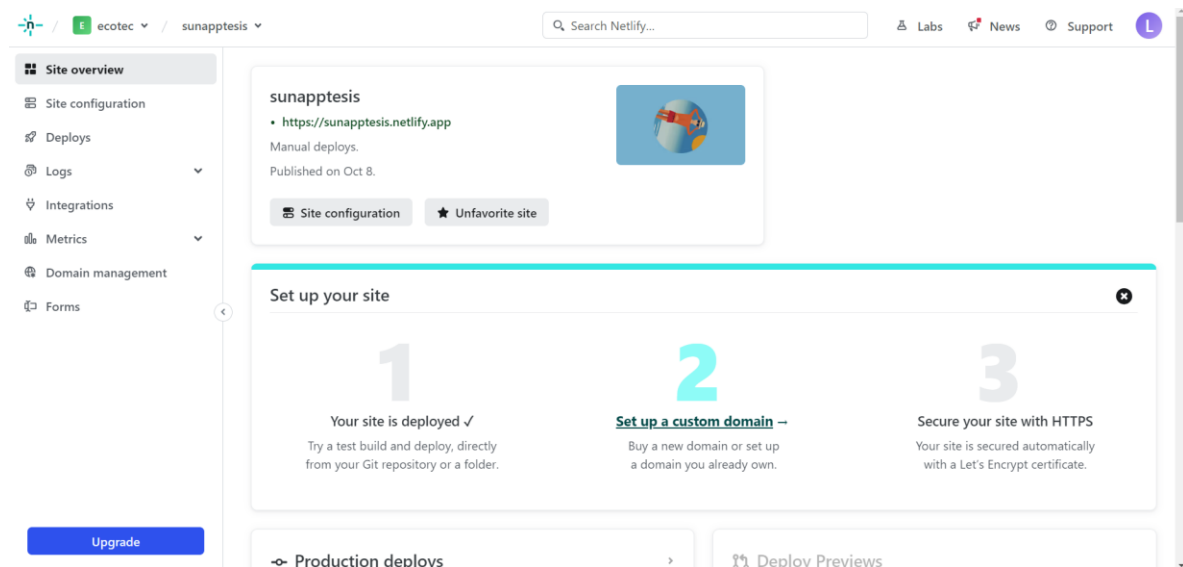 E ecotec / sunapptesis
Search Netlify...
Labs
News
Support
L
Site overview
Site configuration
Deploys
Logs
Integrations
Metrics
Domain management
Forms
Upgrade
sunapptesis
• https://sunapptesis.netlify.app
Manual deploys.
Published on Oct 8.
Site configuration
Unfavorite site
Set up your site
1
Your site is deployed ✓
Try a test build and deploy, directly
from your Git repository or a folder.
2
Set up a custom domain →
Buy a new domain or set up
a domain you already own.
3
Secure your site with HTTPS
Your site is secured automatically
with a Let's Encrypt certificate.
Production deploys
Deploy Previews